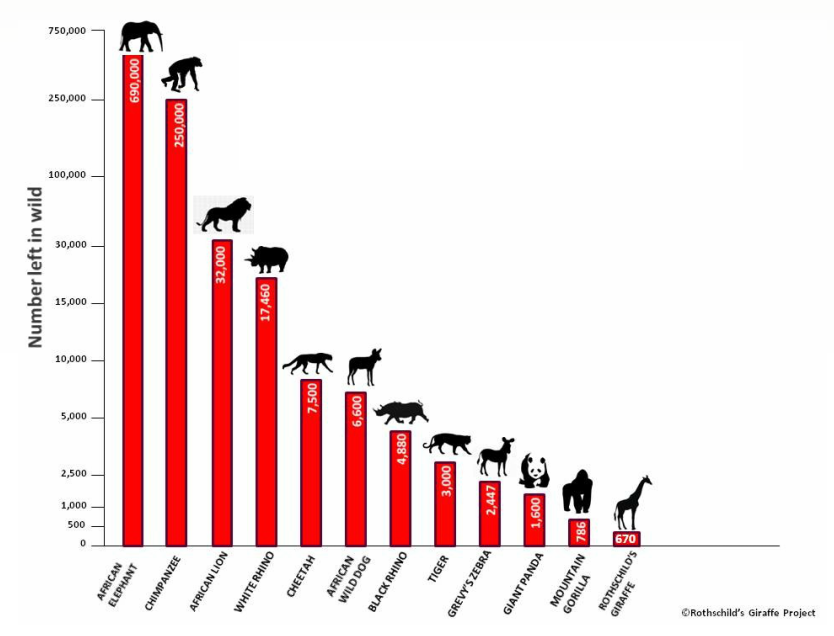 750,000
250,000
100,000
30,000
15,000
10,000
5,000
2,500
1,000
500
0
Number left in wild
690,000
250,000
32,000
17,460
7,500
6,600
4,880
3,000
2,447
1,600
786
670
AFRICAN
ELEPHANT
CHIMPANZEE
AFRICAN LION
WHITE RHINO
CHEETAH
AFRICAN
WILD DOG
BLACK RHINO
TIGER
GREVY'S ZEBRA
GIANT PANDA
MOUNTAIN
GORILLA
ROTHSCHILD'S
GIRAFFE
©Rothschild's Giraffe Project